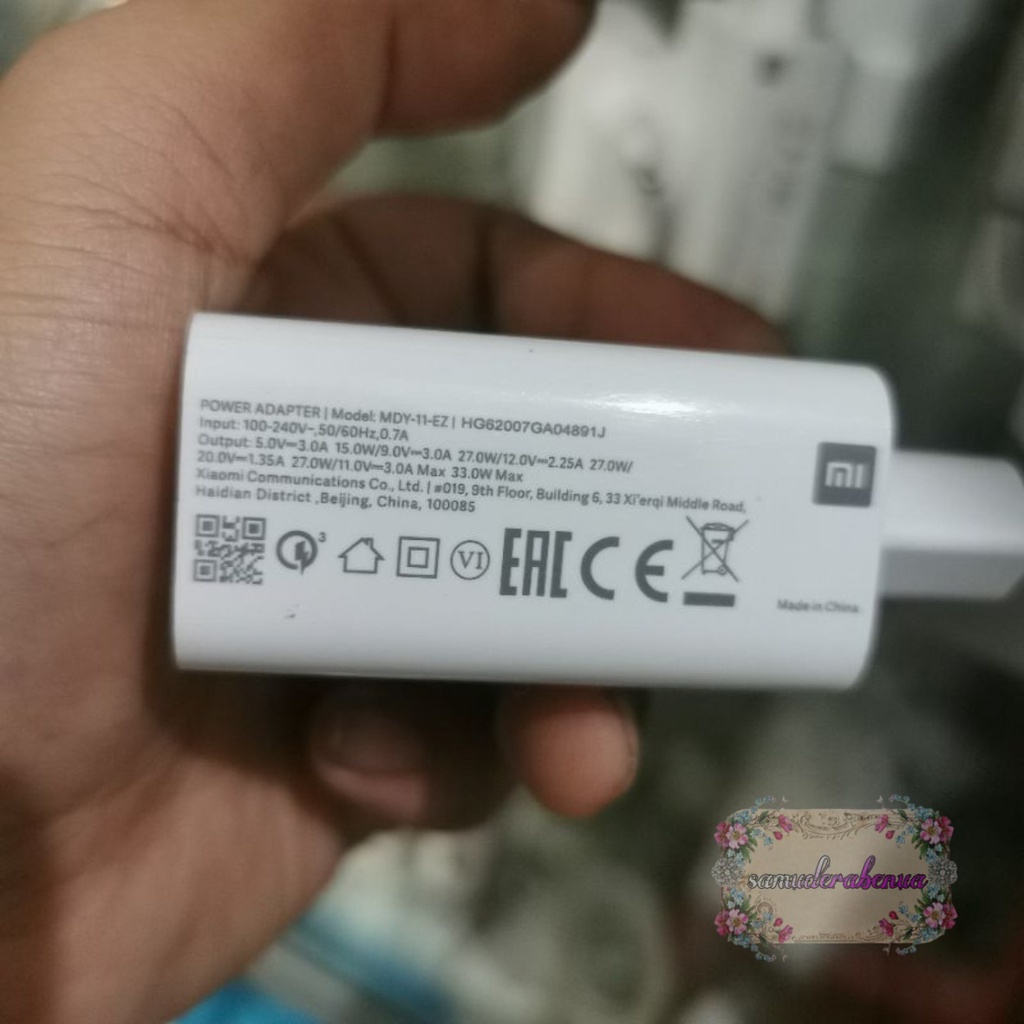 POWER ADAPTER | Model: MDY-11-EZ | HG62007GA04891J
Input: 100-240V~,50/60Hz,0.7A
Output: 5.0V⎓3.0A 15.0W/9.0V⎓3.0A 27.0W/12.0V⎓2.25A 27.0W/
20.0V⎓1.35A 27.0W/11.0V⎓3.0A Max 33.0W Max
Xiaomi Communications Co., Ltd. | #019, 9th Floor, Building 6, 33 Xi'erqi Middle Road,
Haidian District ,Beijing, China, 100085
mi
3
VI
EAC CE
Made in China
samuderabenua